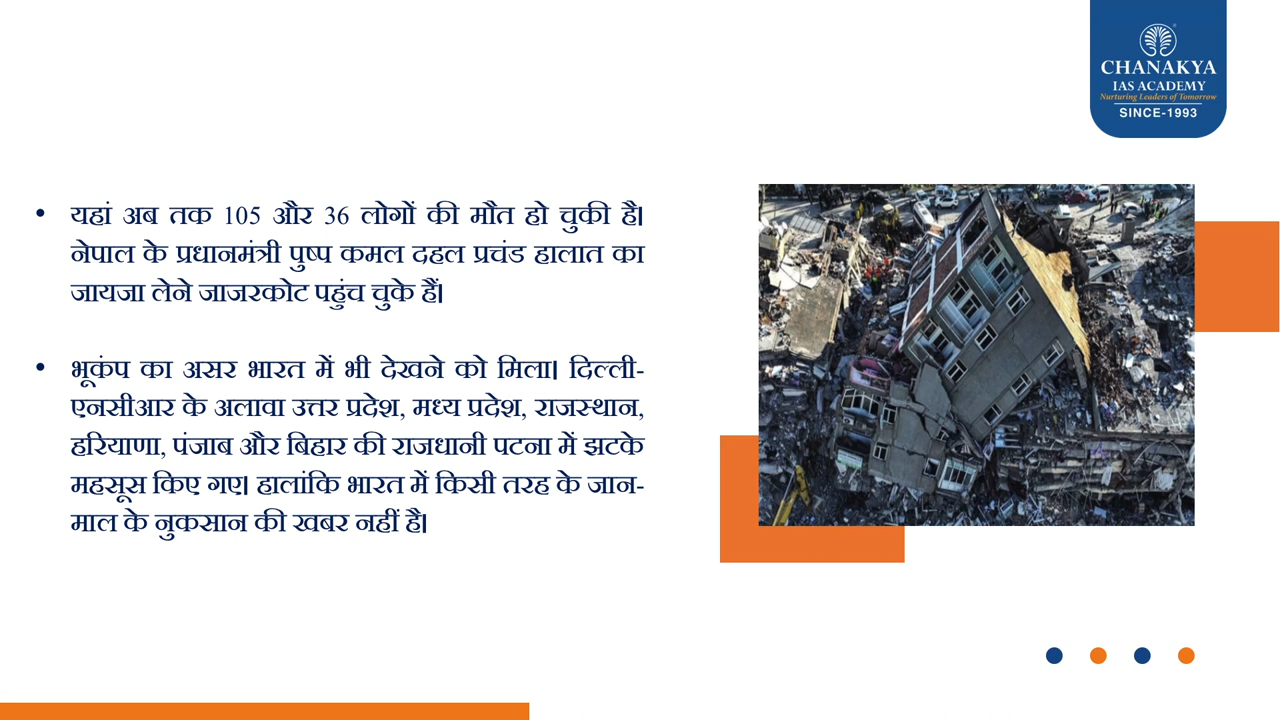 CHANAKYA
IAS ACADEMY
Nurturing Leaders of Tomorrow
SINCE-1993
• यहां अब तक 105 और 36 लोगों की मौत हो चुकी है।
नेपाल के प्रधानमंत्री पुष्प कमल दहल प्रचंड हालात का
जायजा लेने जाजरकोट पहुंच चुके हैं।
• भूकंप का असर भारत में भी देखने को मिला। दिल्ली-
एनसीआर के अलावा उत्तर प्रदेश, मध्य प्रदेश, राजस्थान,
हरियाणा, पंजाब और बिहार की राजधानी पटना में झटके
महसूस किए गए। हालांकि भारत में किसी तरह के जान-
माल के नुकसान की खबर नहीं है।